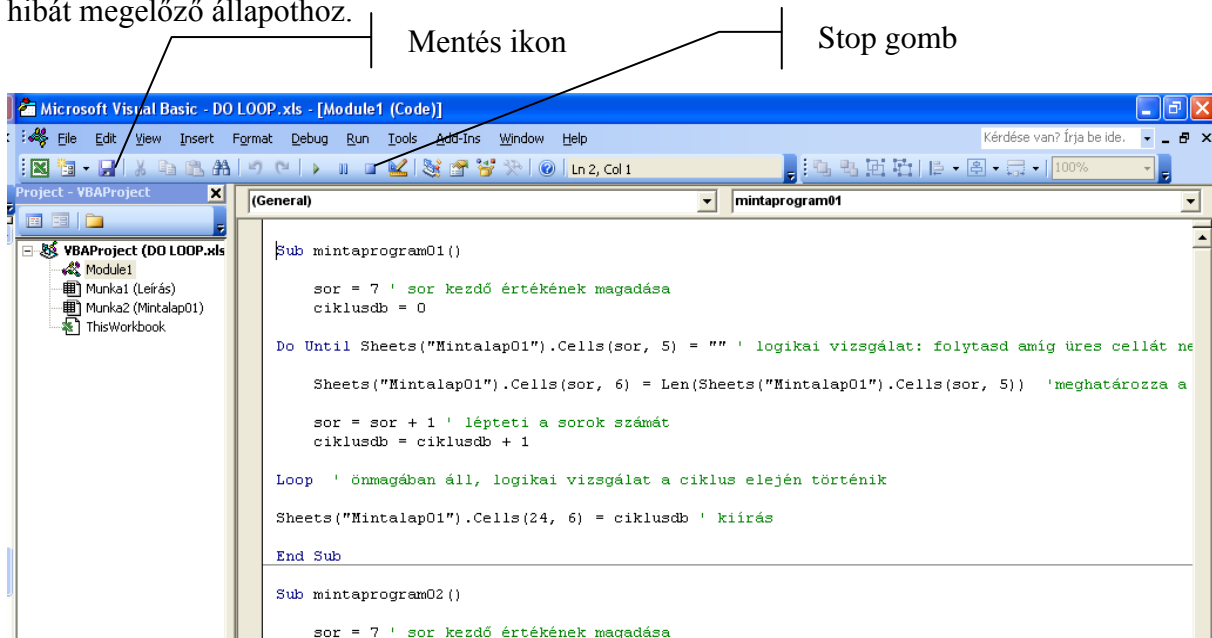 hibát megelőző állapothoz.
Mentés ikon
Stop gomb
Microsoft Visual Basic - DO LOOP.xls - [Module1 (Code)]
File Edit View Insert Format Debug Run Tools Add-Ins Window Help
Kérdése van? Írja be ide.
Ln 2, Col 1
100%
Project - VBAProject
(General)
mintaprogram01
VBAProject (DO LOOP.xls
Module1
Munka1 (Leírás)
Munka2 (Mintalap01)
ThisWorkbook
Sub mintaprogram01()
sor = 7 ' sor kezdő értékének magadása
ciklusdb = 0
Do Until Sheets("Mintalap01").Cells(sor, 5) = "" ' logikai vizsgálat: folytasd amíg üres cellát ne
Sheets("Mintalap01").Cells(sor, 6) = Len(Sheets("Mintalap01").Cells(sor, 5)) 'meghatározza a
sor = sor + 1 ' lépteti a sorok számát
ciklusdb = ciklusdb + 1
Loop ' önmagában áll, logikai vizsgálat a ciklus elején történik
Sheets("Mintalap01").Cells(24, 6) = ciklusdb ' kiírás
End Sub
Sub mintaprogram02()
sor = 7 ' sor kezdő értékének magadása